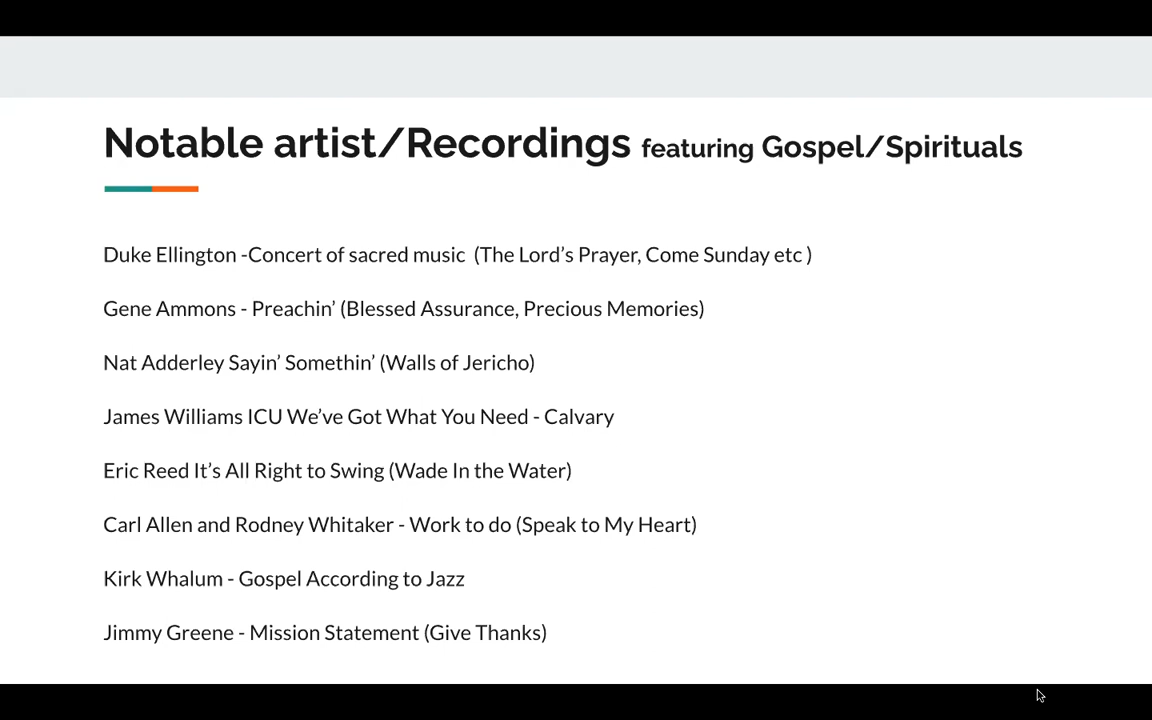 Notable artist/Recordings featuring Gospel/Spirituals
Duke Ellington -Concert of sacred music  (The Lord’s Prayer, Come Sunday etc )
Gene Ammons - Preachin’ (Blessed Assurance, Precious Memories)
Nat Adderley Sayin’ Somethin’ (Walls of Jericho)
James Williams ICU We’ve Got What You Need - Calvary
Eric Reed It’s All Right to Swing (Wade In the Water)
Carl Allen and Rodney Whitaker - Work to do (Speak to My Heart)
Kirk Whalum - Gospel According to Jazz
Jimmy Greene - Mission Statement (Give Thanks)